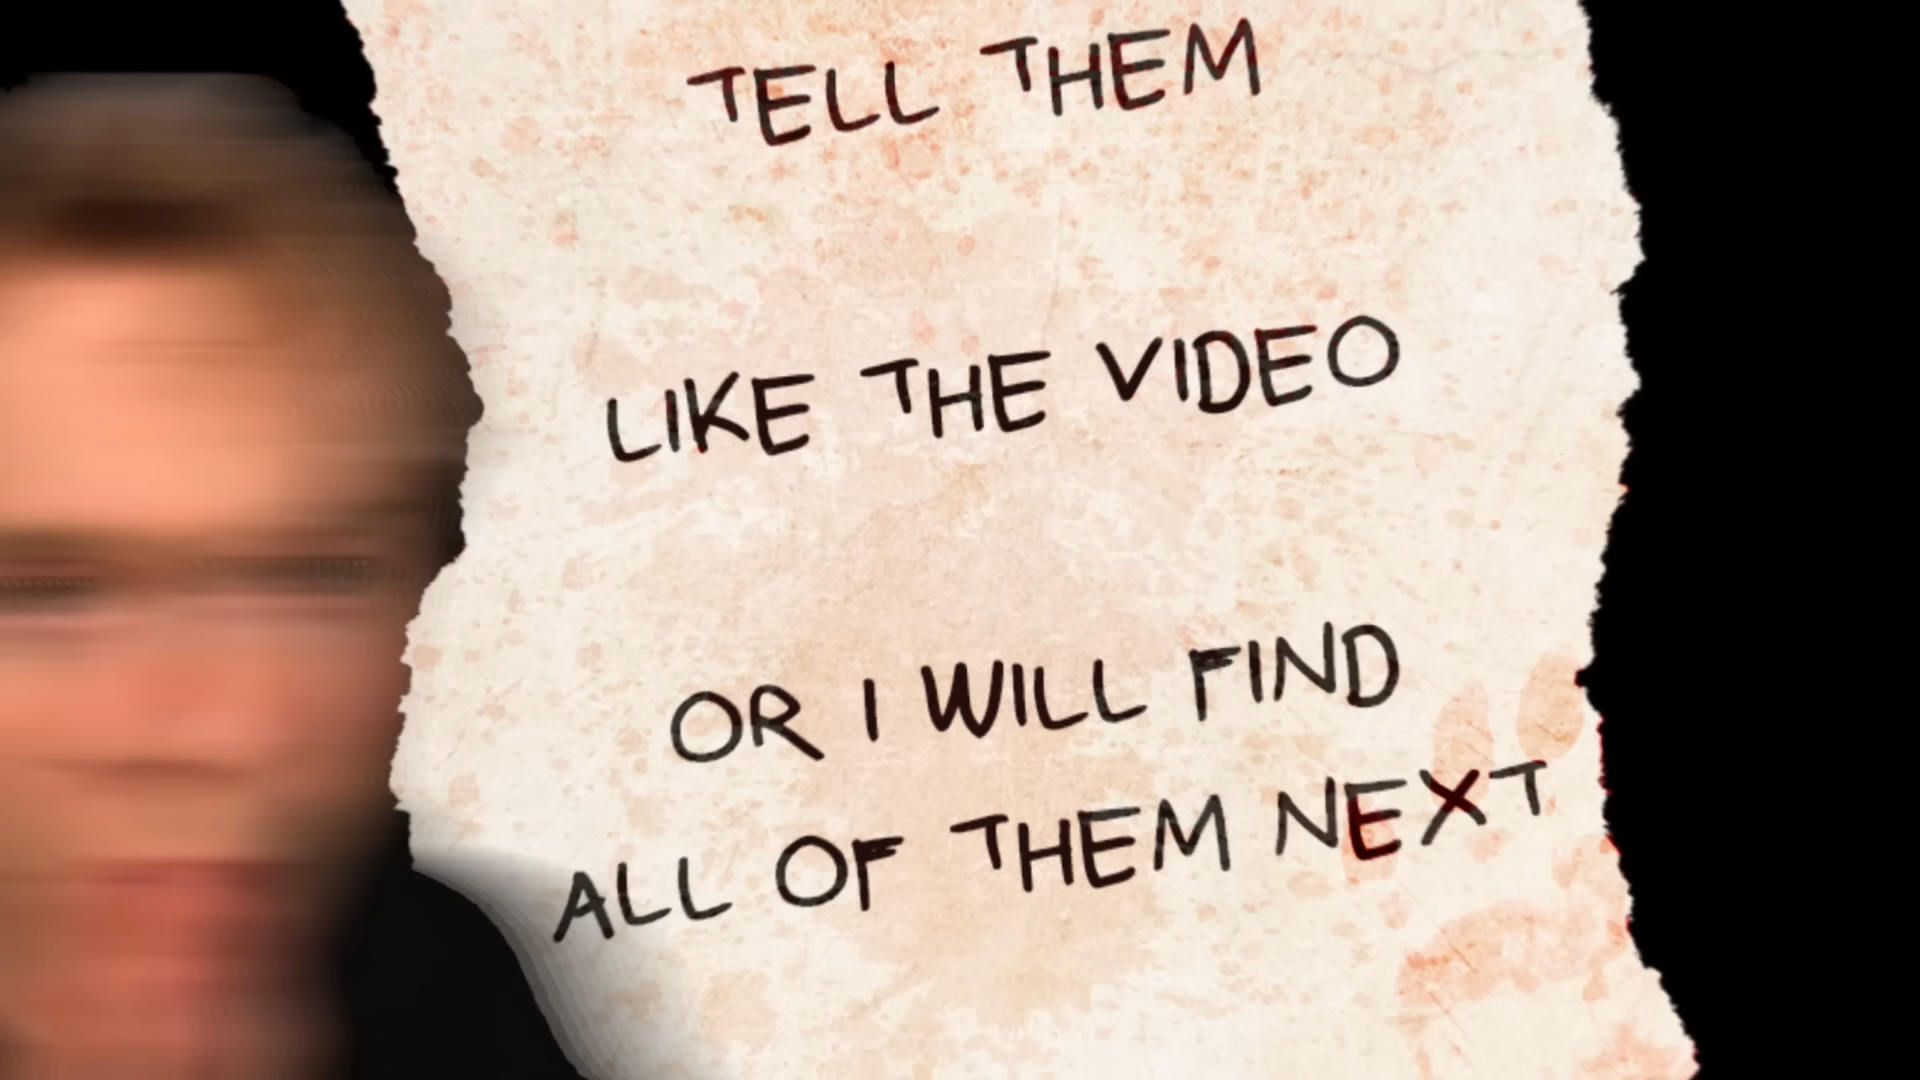 TELL THEM
LIKE THE VIDEO
OR I WILL FIND
ALL OF THEM NEXT